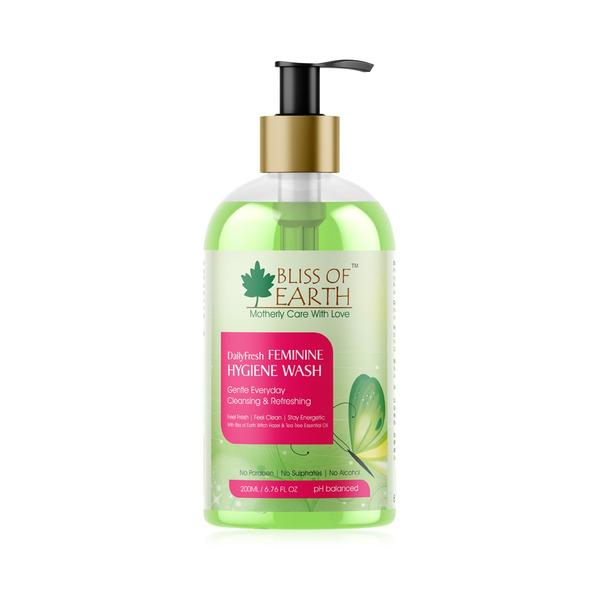 BLISS OF ™
EARTH
Motherly Care With Love
DailyFresh FEMININE
HYGIENE WASH
Gentle Everyday
Cleansing & Refreshing
Feel Fresh | Feel Clean | Stay Energetic
With Bliss of Earth Witch Hazel & Tea Tree Essential Oil
No Paraben | No Sulphates | No Alcohol
200ML / 6.76 FL OZ pH balanced